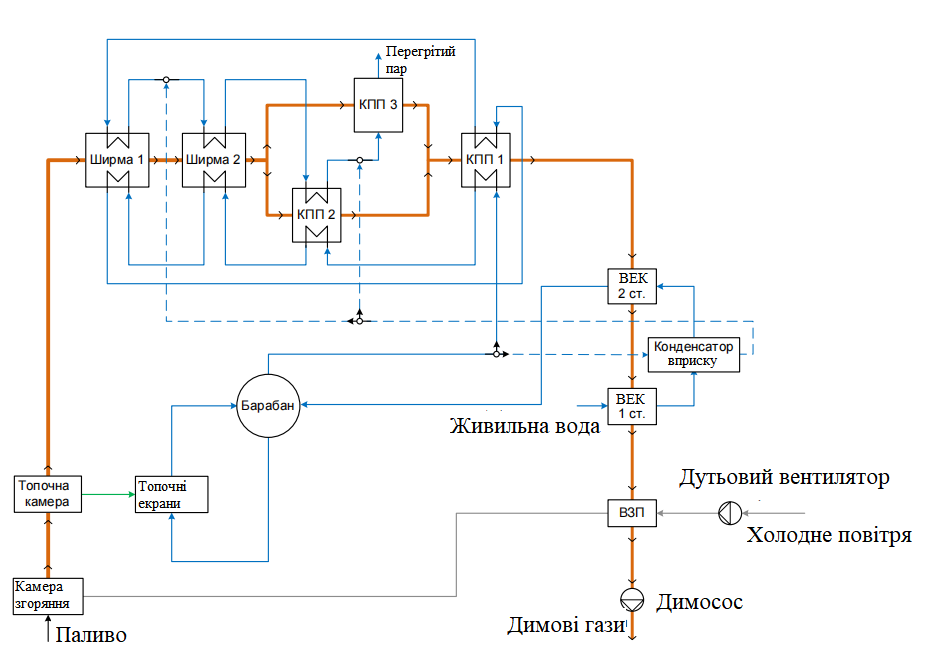 Перегрітий
пар
КПП 3
Ширма 1
Ширма 2
КПП 1
КПП 2
ВЕК
2 ст.
Конденсатор
вприску
Барабан
ВЕК
1 ст.
Живильна вода
Топочна
камера
Топочні
екрани
Дутьовий вентилятор
ВЗП
Холодне повітря
Камера
згоряння
Димосос
Димові гази
Паливо